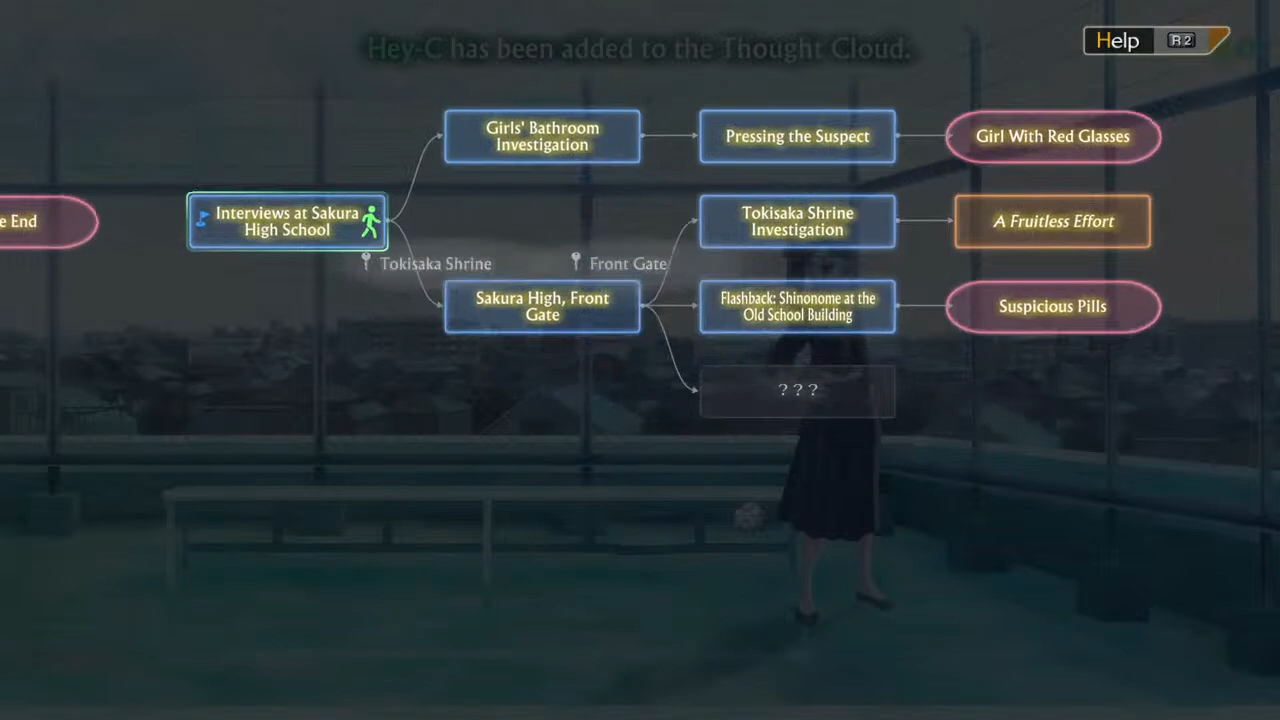 Hey-C has been added to the Thought Cloud.
Help R2
Girls' Bathroom
Investigation
Pressing the Suspect
Girl With Red Glasses
e End
Interviews at Sakura
High School
Tokisaka Shrine
Investigation
A Fruitless Effort
Tokisaka Shrine
Front Gate
Sakura High, Front
Gate
Flashback: Shinonome at the
Old School Building
Suspicious Pills
???